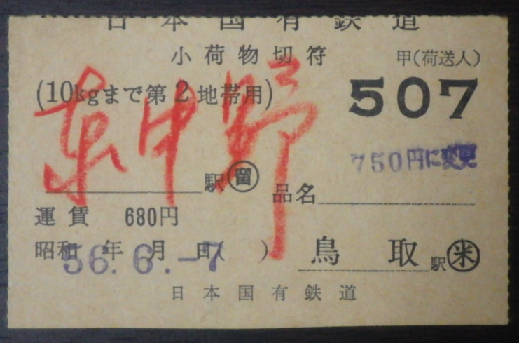 日本国有鉄道
小荷物切符
甲(荷送人)
(10kgまで第2地帯用)
507
東中野
750円に変更
駅留
品名
運賃 680円
昭和 年 月 日( )
56.6.-7
鳥取駅米
日本国有鉄道